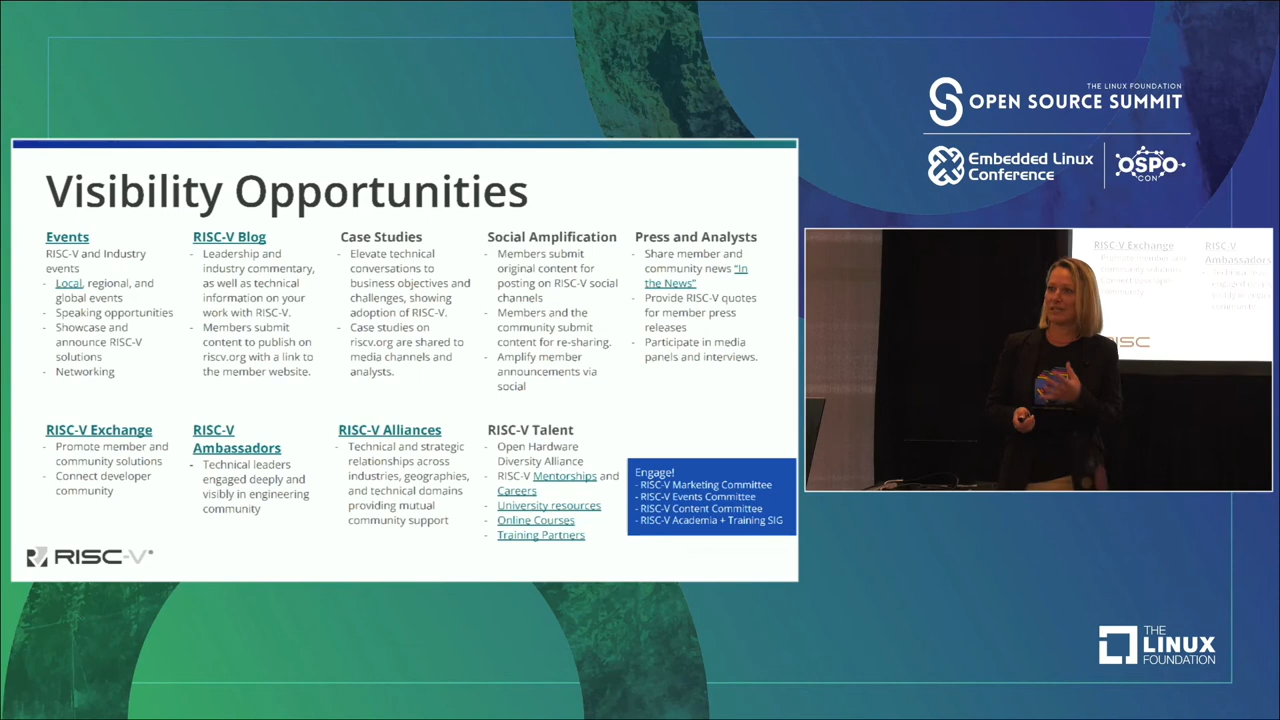 THE LINUX FOUNDATION
OPEN SOURCE SUMMIT
Embedded Linux
Conference
OSPO
CON
Visibility Opportunities
Events
RISC-V and Industry
events
- Local, regional, and
global events
- Speaking opportunities
- Showcase and
announce RISC-V
solutions
- Networking
RISC-V Blog
- Leadership and
industry commentary,
as well as technical
information on your
work with RISC-V.
- Members submit
content to publish on
riscv.org with a link to
the member website.
Case Studies
- Elevate technical
conversations to
business objectives and
challenges, showing
adoption of RISC-V.
- Case studies on
riscv.org are shared to
media channels and
analysts.
Social Amplification
- Members submit
original content for
posting on RISC-V social
channels
- Members and the
community submit
content for re-sharing.
- Amplify member
announcements via
social
Press and Analysts
- Share member and
community news "In
the News"
- Provide RISC-V quotes
for member press
releases
- Participate in media
panels and interviews.
RISC-V Exchange
- Promote member and
community solutions
- Connect developer
community
RISC-V
Ambassadors
- Technical leaders
engaged deeply and
visibly in engineering
community
RISC-V Alliances
- Technical and strategic
relationships across
industries, geographies,
and technical domains
providing mutual
community support
RISC-V Talent
- Open Hardware
Diversity Alliance
- RISC-V Mentorships and
Careers
- University resources
- Online Courses
- Training Partners
Engage!
- RISC-V Marketing Committee
- RISC-V Events Committee
- RISC-V Content Committee
- RISC-V Academia + Training SIG
RISC-V
RISC-V Exchange
RISC-V
Ambassadors
RISC
THE
LINUX
FOUNDATION